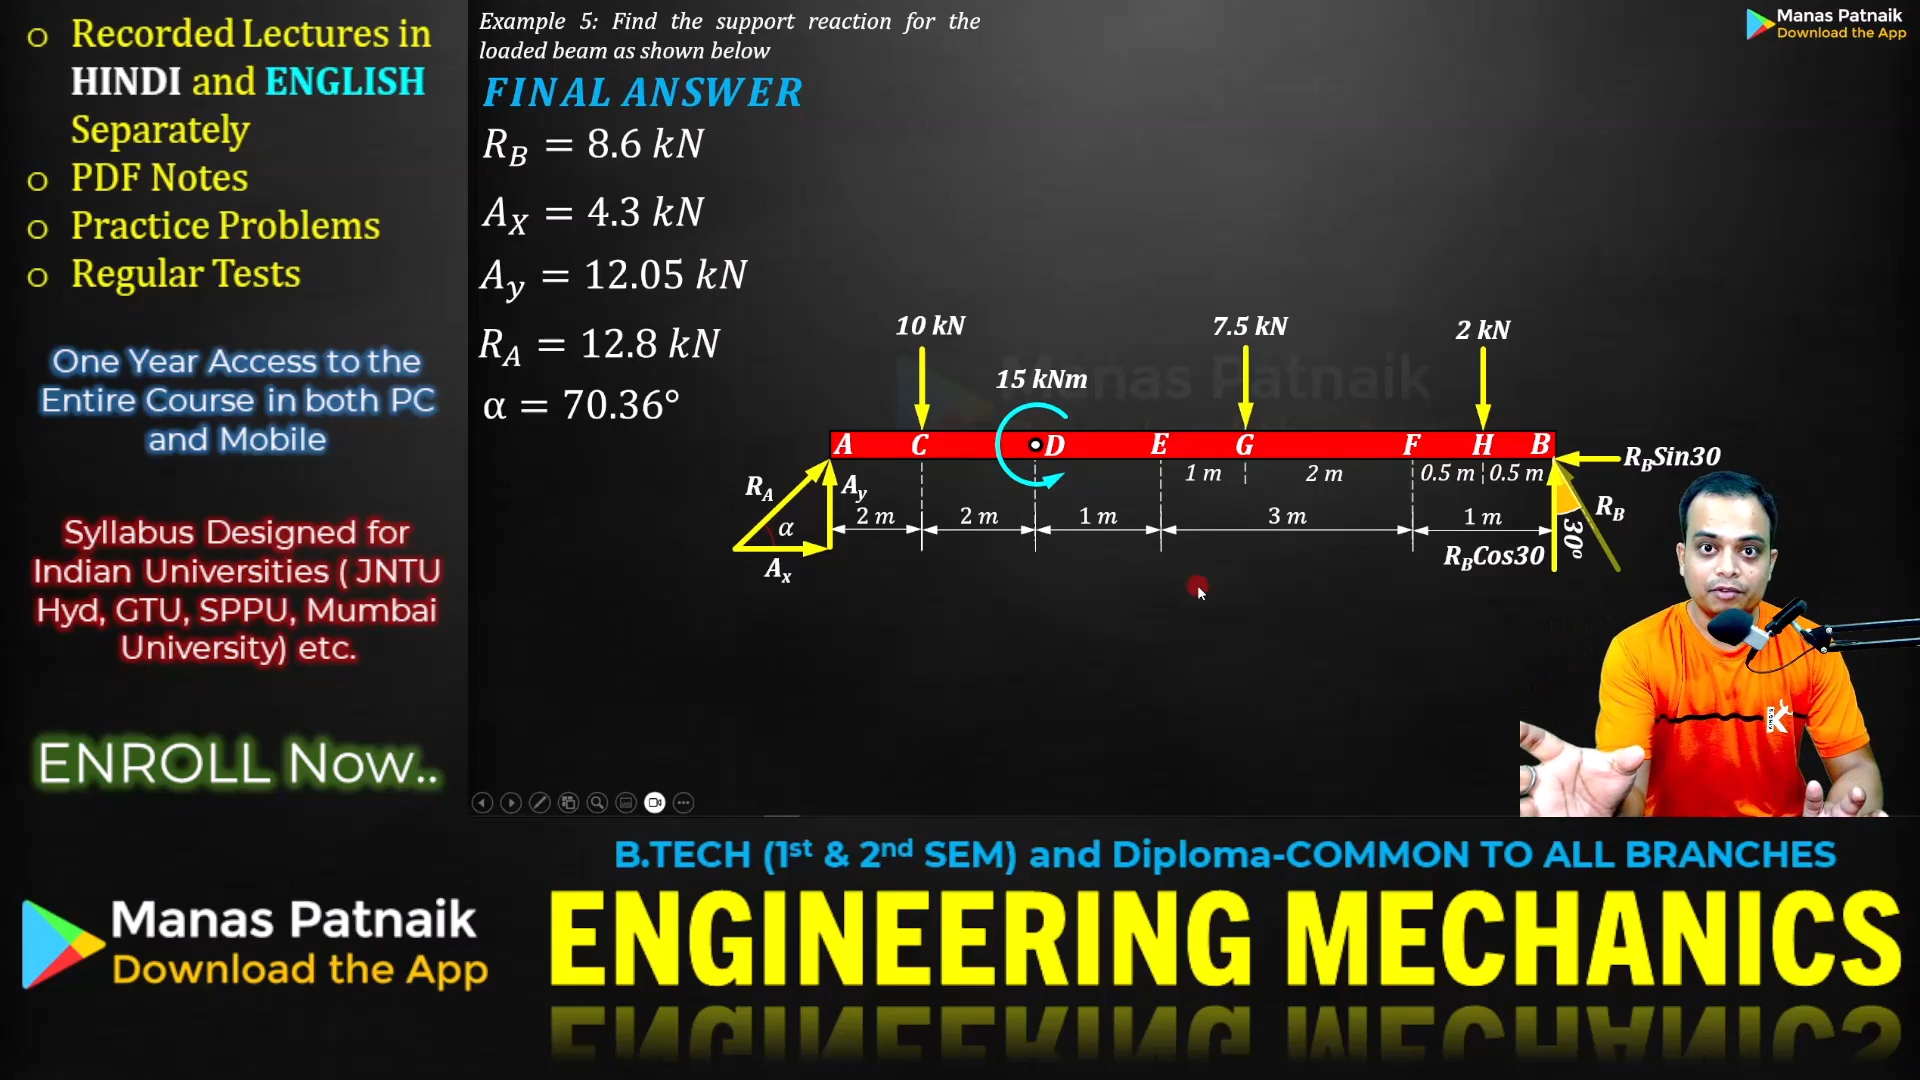 Recorded Lectures in
HINDI and ENGLISH
Separately
PDF Notes
Practice Problems
Regular Tests
One Year Access to the
Entire Course in both PC
and Mobile
Syllabus Designed for
Indian Universities ( JNTU
Hyd, GTU, SPPU, Mumbai
University) etc.
ENROLL Now..
Manas Patnaik
Download the App
Example 5: Find the support reaction for the
loaded beam as shown below
FINAL ANSWER
R_B = 8.6 kN
A_X = 4.3 kN
A_y = 12.05 kN
R_A = 12.8 kN
α = 70.36°
Manas Patnaik
Download the App
10 kN
7.5 kN
2 kN
Manas Patnaik
15 kNm
A C D E G F H B
R_BSin30
1 m 2 m 0.5 m 0.5 m
R_A
A_y
R_B
α
2 m 2 m 1 m 3 m 1 m
30°
R_BCos30
A_x
B.TECH (1st & 2nd SEM) and Diploma-COMMON TO ALL BRANCHES
ENGINEERING MECHANICS